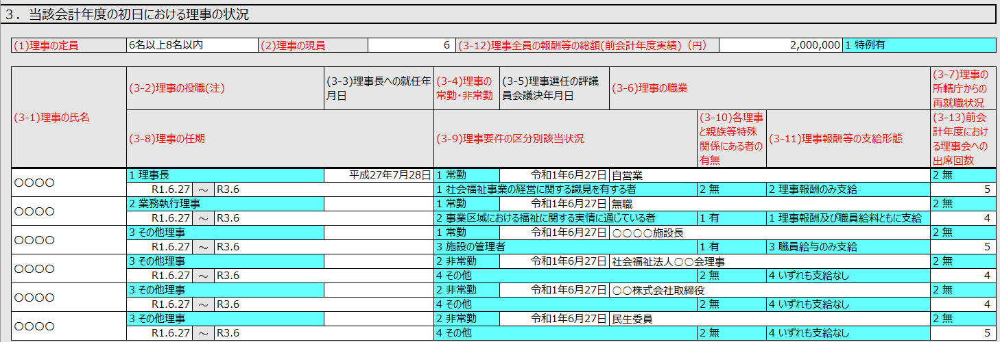 3．当該会計年度の初日における理事の状況
(1)理事の定員 6名以上8名以内 (2)理事の現員 6 (3-12)理事全員の報酬等の総額(前会計年度実績)（円） 2,000,000 1 特例有
(3-1)理事の氏名
(3-2)理事の役職(注)
(3-3)理事長への就任年
月日
(3-4)理事の
常勤・非常勤
(3-5)理事選任の評議
員会議決年月日
(3-6)理事の職業
(3-7)理事の
所轄庁からの
再就職状況
(3-8)理事の任期
(3-9)理事要件の区分別該当状況
(3-10)各理事
と親族等特殊
関係にある者の
有無
(3-11)理事報酬等の支給形態
(3-13)前会
計年度におけ
る理事会への
出席回数
○○○○
1 理事長 平成27年7月28日 1 常勤 令和1年6月27日 自営業 2 無
R1.6.27 ～ R3.6 1 社会福祉事業の経営に関する識見を有する者 2 無 2 理事報酬のみ支給 5
○○○○
2 業務執行理事 1 常勤 令和1年6月27日 無職 2 無
R1.6.27 ～ R3.6 2 事業区域における福祉に関する実情に通じている者 1 有 1 理事報酬及び職員給料ともに支給 4
○○○○
3 その他理事 1 常勤 令和1年6月27日 ○○○○施設長 2 無
R1.6.27 ～ R3.6 3 施設の管理者 1 有 3 職員給与のみ支給 5
○○○○
3 その他理事 2 非常勤 令和1年6月27日 社会福祉法人○○会理事 2 無
R1.6.27 ～ R3.6 4 その他 2 無 4 いずれも支給なし 4
○○○○
3 その他理事 2 非常勤 令和1年6月27日 ○○株式会社取締役 2 無
R1.6.27 ～ R3.6 4 その他 2 無 4 いずれも支給なし 4
○○○○
3 その他理事 2 非常勤 令和1年6月27日 民生委員 2 無
R1.6.27 ～ R3.6 4 その他 2 無 4 いずれも支給なし 5